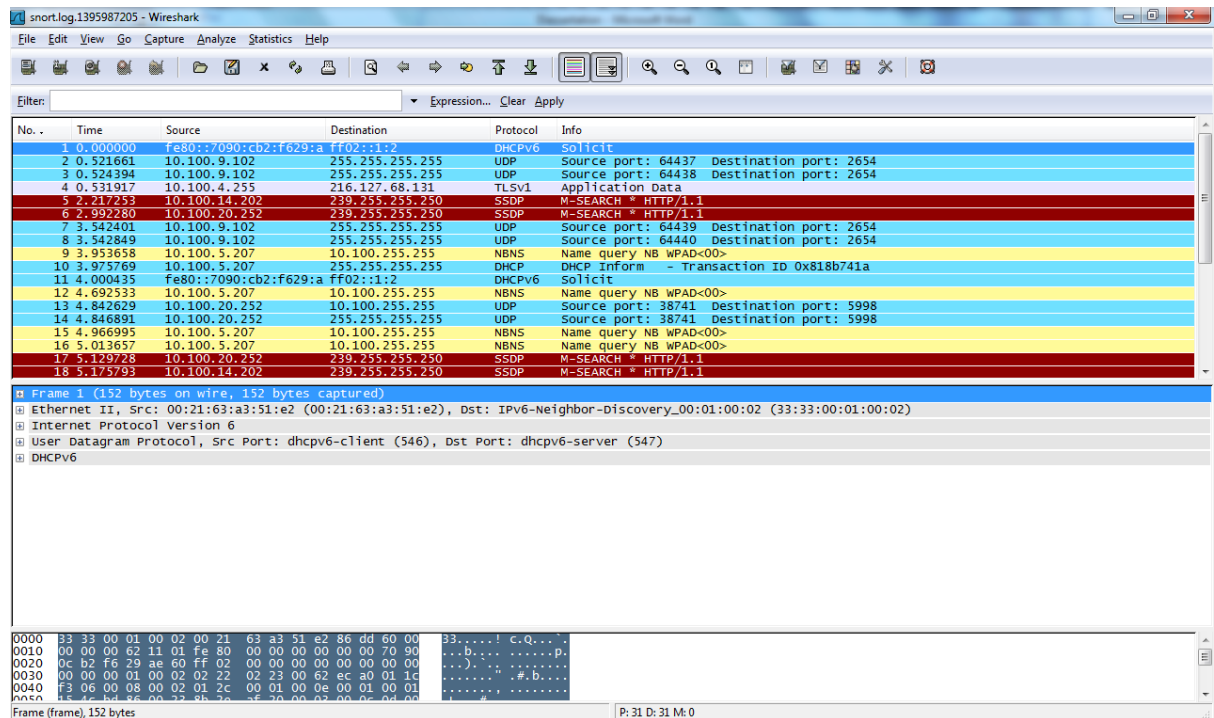 snort.log.1395987205 - Wireshark
File Edit View Go Capture Analyze Statistics Help
Filter: Expression... Clear Apply
No. . Time Source Destination Protocol Info
1 0.000000 fe80::7090:cb2:f629:a ff02::1:2 DHCPv6 Solicit
2 0.521661 10.100.9.102 255.255.255.255 UDP Source port: 64437 Destination port: 2654
3 0.524394 10.100.9.102 255.255.255.255 UDP Source port: 64438 Destination port: 2654
4 0.531917 10.100.4.255 216.127.68.131 TLSv1 Application Data
5 2.217253 10.100.14.202 239.255.255.250 SSDP M-SEARCH * HTTP/1.1
6 2.992280 10.100.20.252 239.255.255.250 SSDP M-SEARCH * HTTP/1.1
7 3.542401 10.100.9.102 255.255.255.255 UDP Source port: 64439 Destination port: 2654
8 3.542849 10.100.9.102 255.255.255.255 UDP Source port: 64440 Destination port: 2654
9 3.953658 10.100.5.207 10.100.255.255 NBNS Name query NB WPAD<00>
10 3.975769 10.100.5.207 255.255.255.255 DHCP DHCP Inform - Transaction ID 0x818b741a
11 4.000435 fe80::7090:cb2:f629:a ff02::1:2 DHCPv6 Solicit
12 4.692533 10.100.5.207 10.100.255.255 NBNS Name query NB WPAD<00>
13 4.842629 10.100.20.252 10.100.255.255 UDP Source port: 38741 Destination port: 5998
14 4.846891 10.100.20.252 255.255.255.255 UDP Source port: 38741 Destination port: 5998
15 4.966995 10.100.5.207 10.100.255.255 NBNS Name query NB WPAD<00>
16 5.013657 10.100.5.207 10.100.255.255 NBNS Name query NB WPAD<00>
17 5.129728 10.100.20.252 239.255.255.250 SSDP M-SEARCH * HTTP/1.1
18 5.175793 10.100.14.202 239.255.255.250 SSDP M-SEARCH * HTTP/1.1
Frame 1 (152 bytes on wire, 152 bytes captured)
Ethernet II, Src: 00:21:63:a3:51:e2 (00:21:63:a3:51:e2), Dst: IPv6-Neighbor-Discovery_00:01:00:02 (33:33:00:01:00:02)
Internet Protocol Version 6
User Datagram Protocol, Src Port: dhcpv6-client (546), Dst Port: dhcpv6-server (547)
DHCPv6
0000 33 33 00 01 00 02 00 21 63 a3 51 e2 86 dd 60 00 33.....! c.Q...`.
0010 00 00 00 62 11 01 fe 80 00 00 00 00 00 00 70 90 ...b.... ......p.
0020 0c b2 f6 29 ae 60 ff 02 00 00 00 00 00 00 00 00 ...).`.. ........
0030 00 00 00 01 00 02 02 22 02 23 00 62 ec a0 01 1c ......." .#.b....
0040 f3 06 00 08 00 02 01 2c 00 01 00 0e 00 01 00 01 ......., ........
Frame (frame), 152 bytes P: 31 D: 31 M: 0